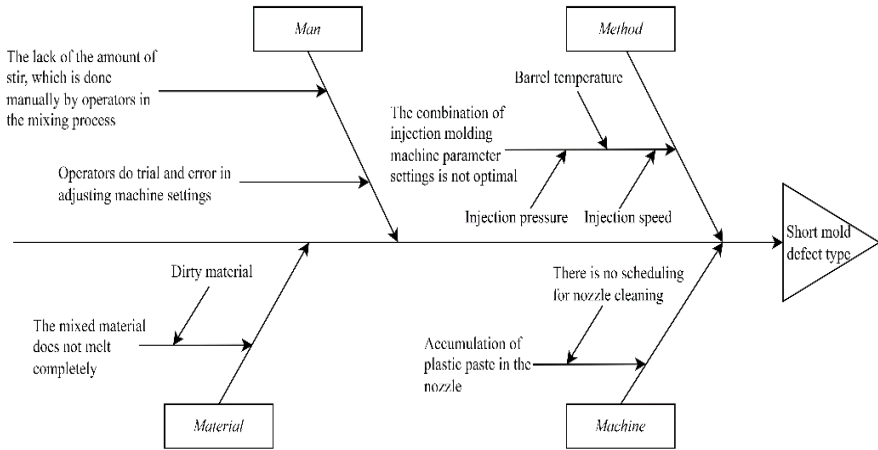 Man
Method
The lack of the amount of
stir, which is done
manually by operators in
the mixing process
Barrel temperature
The combination of
injection molding
machine parameter
settings is not optimal
Operators do trial and error in
adjusting machine settings
Injection pressure
Injection speed
Short mold
defect type
Dirty material
There is no scheduling
for nozzle cleaning
The mixed material
does not melt
completely
Accumulation of
plastic paste in the
nozzle
Material
Machine